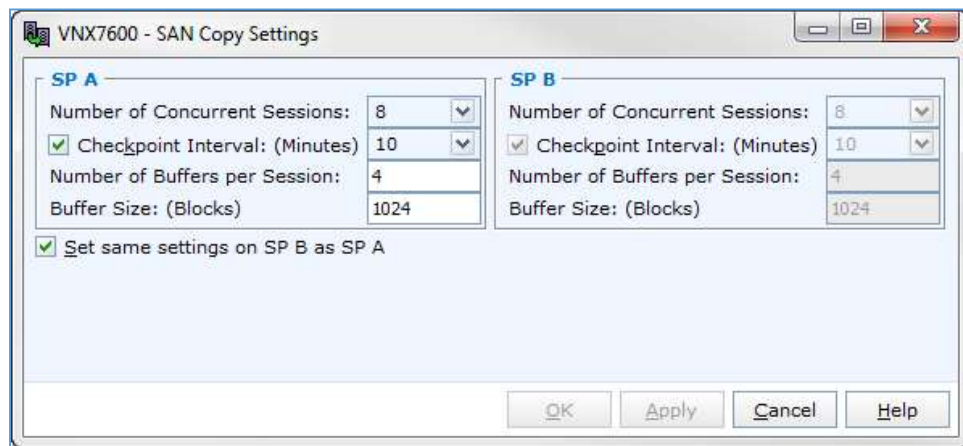 VNX7600 - SAN Copy Settings
SP A
Number of Concurrent Sessions: 8
Checkpoint Interval: (Minutes) 10
Number of Buffers per Session: 4
Buffer Size: (Blocks) 1024
SP B
Number of Concurrent Sessions: 8
Checkpoint Interval: (Minutes) 10
Number of Buffers per Session: 4
Buffer Size: (Blocks) 1024
Set same settings on SP B as SP A
OK Apply Cancel Help